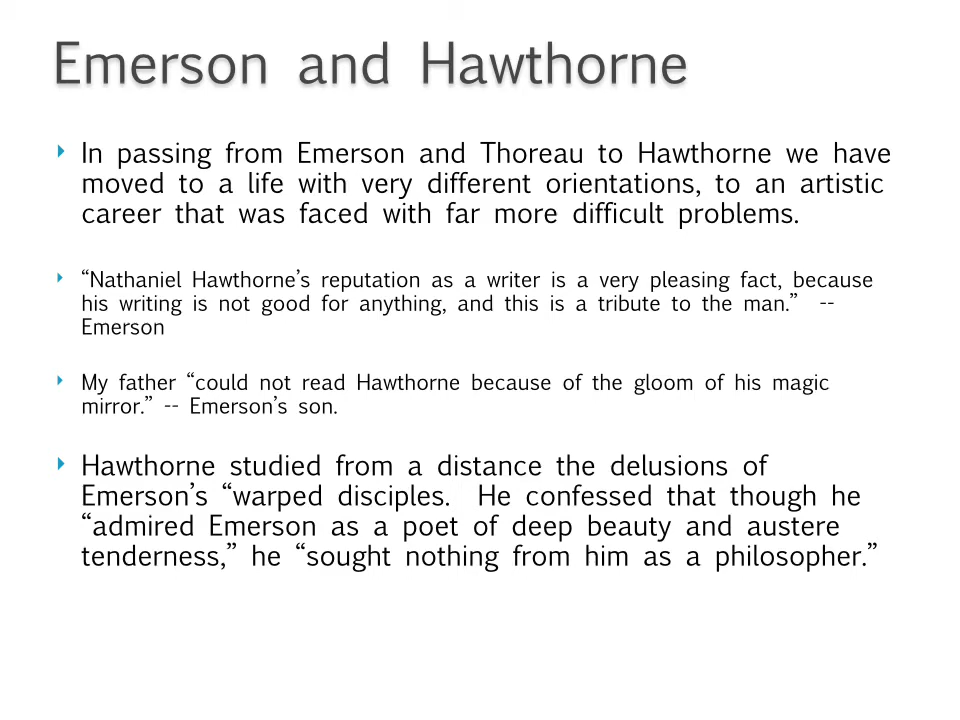 Emerson and Hawthorne
In passing from Emerson and Thoreau to Hawthorne we have
moved to a life with very different orientations, to an artistic
career that was faced with far more difficult problems.
“Nathaniel Hawthorne’s reputation as a writer is a very pleasing fact, because
his writing is not good for anything, and this is a tribute to the man.” --
Emerson
My father “could not read Hawthorne because of the gloom of his magic
mirror.” -- Emerson’s son.
Hawthorne studied from a distance the delusions of
Emerson’s “warped disciples. He confessed that though he
“admired Emerson as a poet of deep beauty and austere
tenderness,” he “sought nothing from him as a philosopher.”